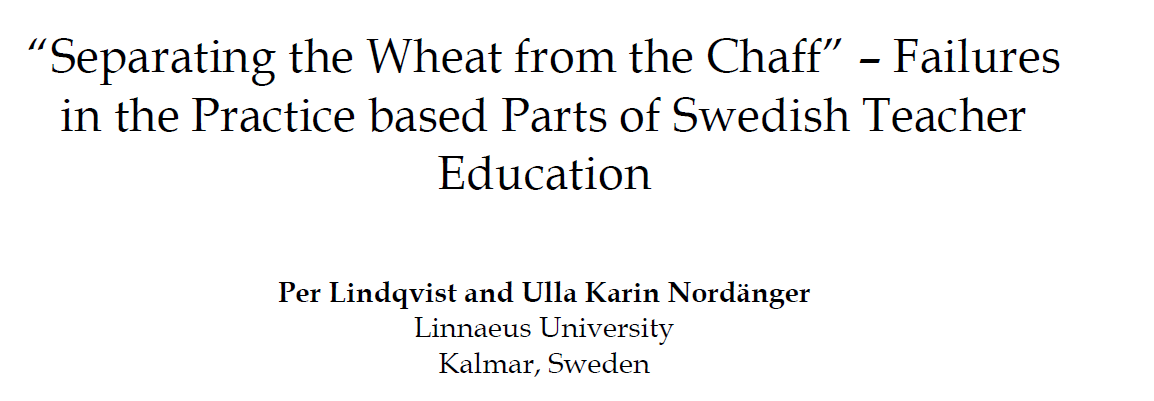 “Separating the Wheat from the Chaff” – Failures
in the Practice based Parts of Swedish Teacher
Education
Per Lindqvist and Ulla Karin Nordänger
Linnaeus University
Kalmar, Sweden